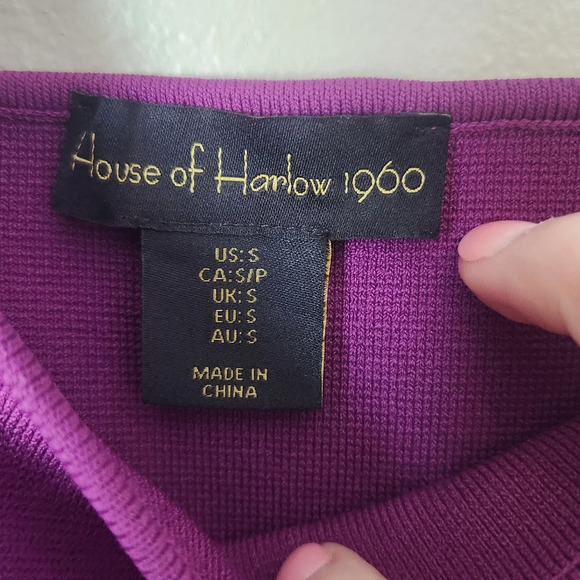 House of Harlow 1960
US: S
CA: S/P
UK: S
EU: S
AU: S
MADE IN
CHINA